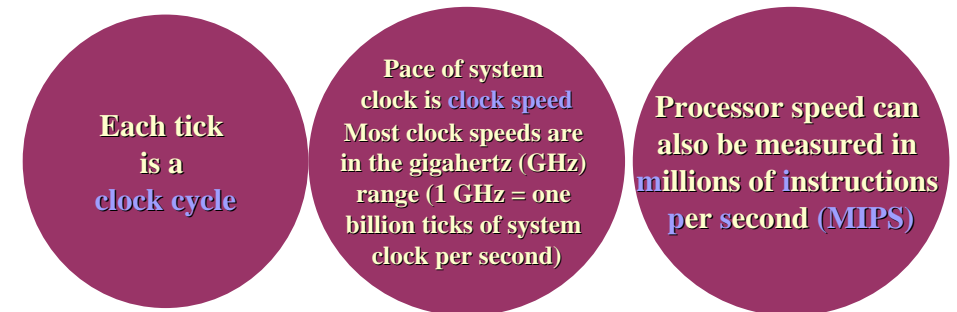 Each tick
is a
clock cycle
Pace of system
clock is clock speed
Most clock speeds are
in the gigahertz (GHz)
range (1 GHz = one
billion ticks of system
clock per second)
Processor speed can
also be measured in
millions of instructions
per second (MIPS)